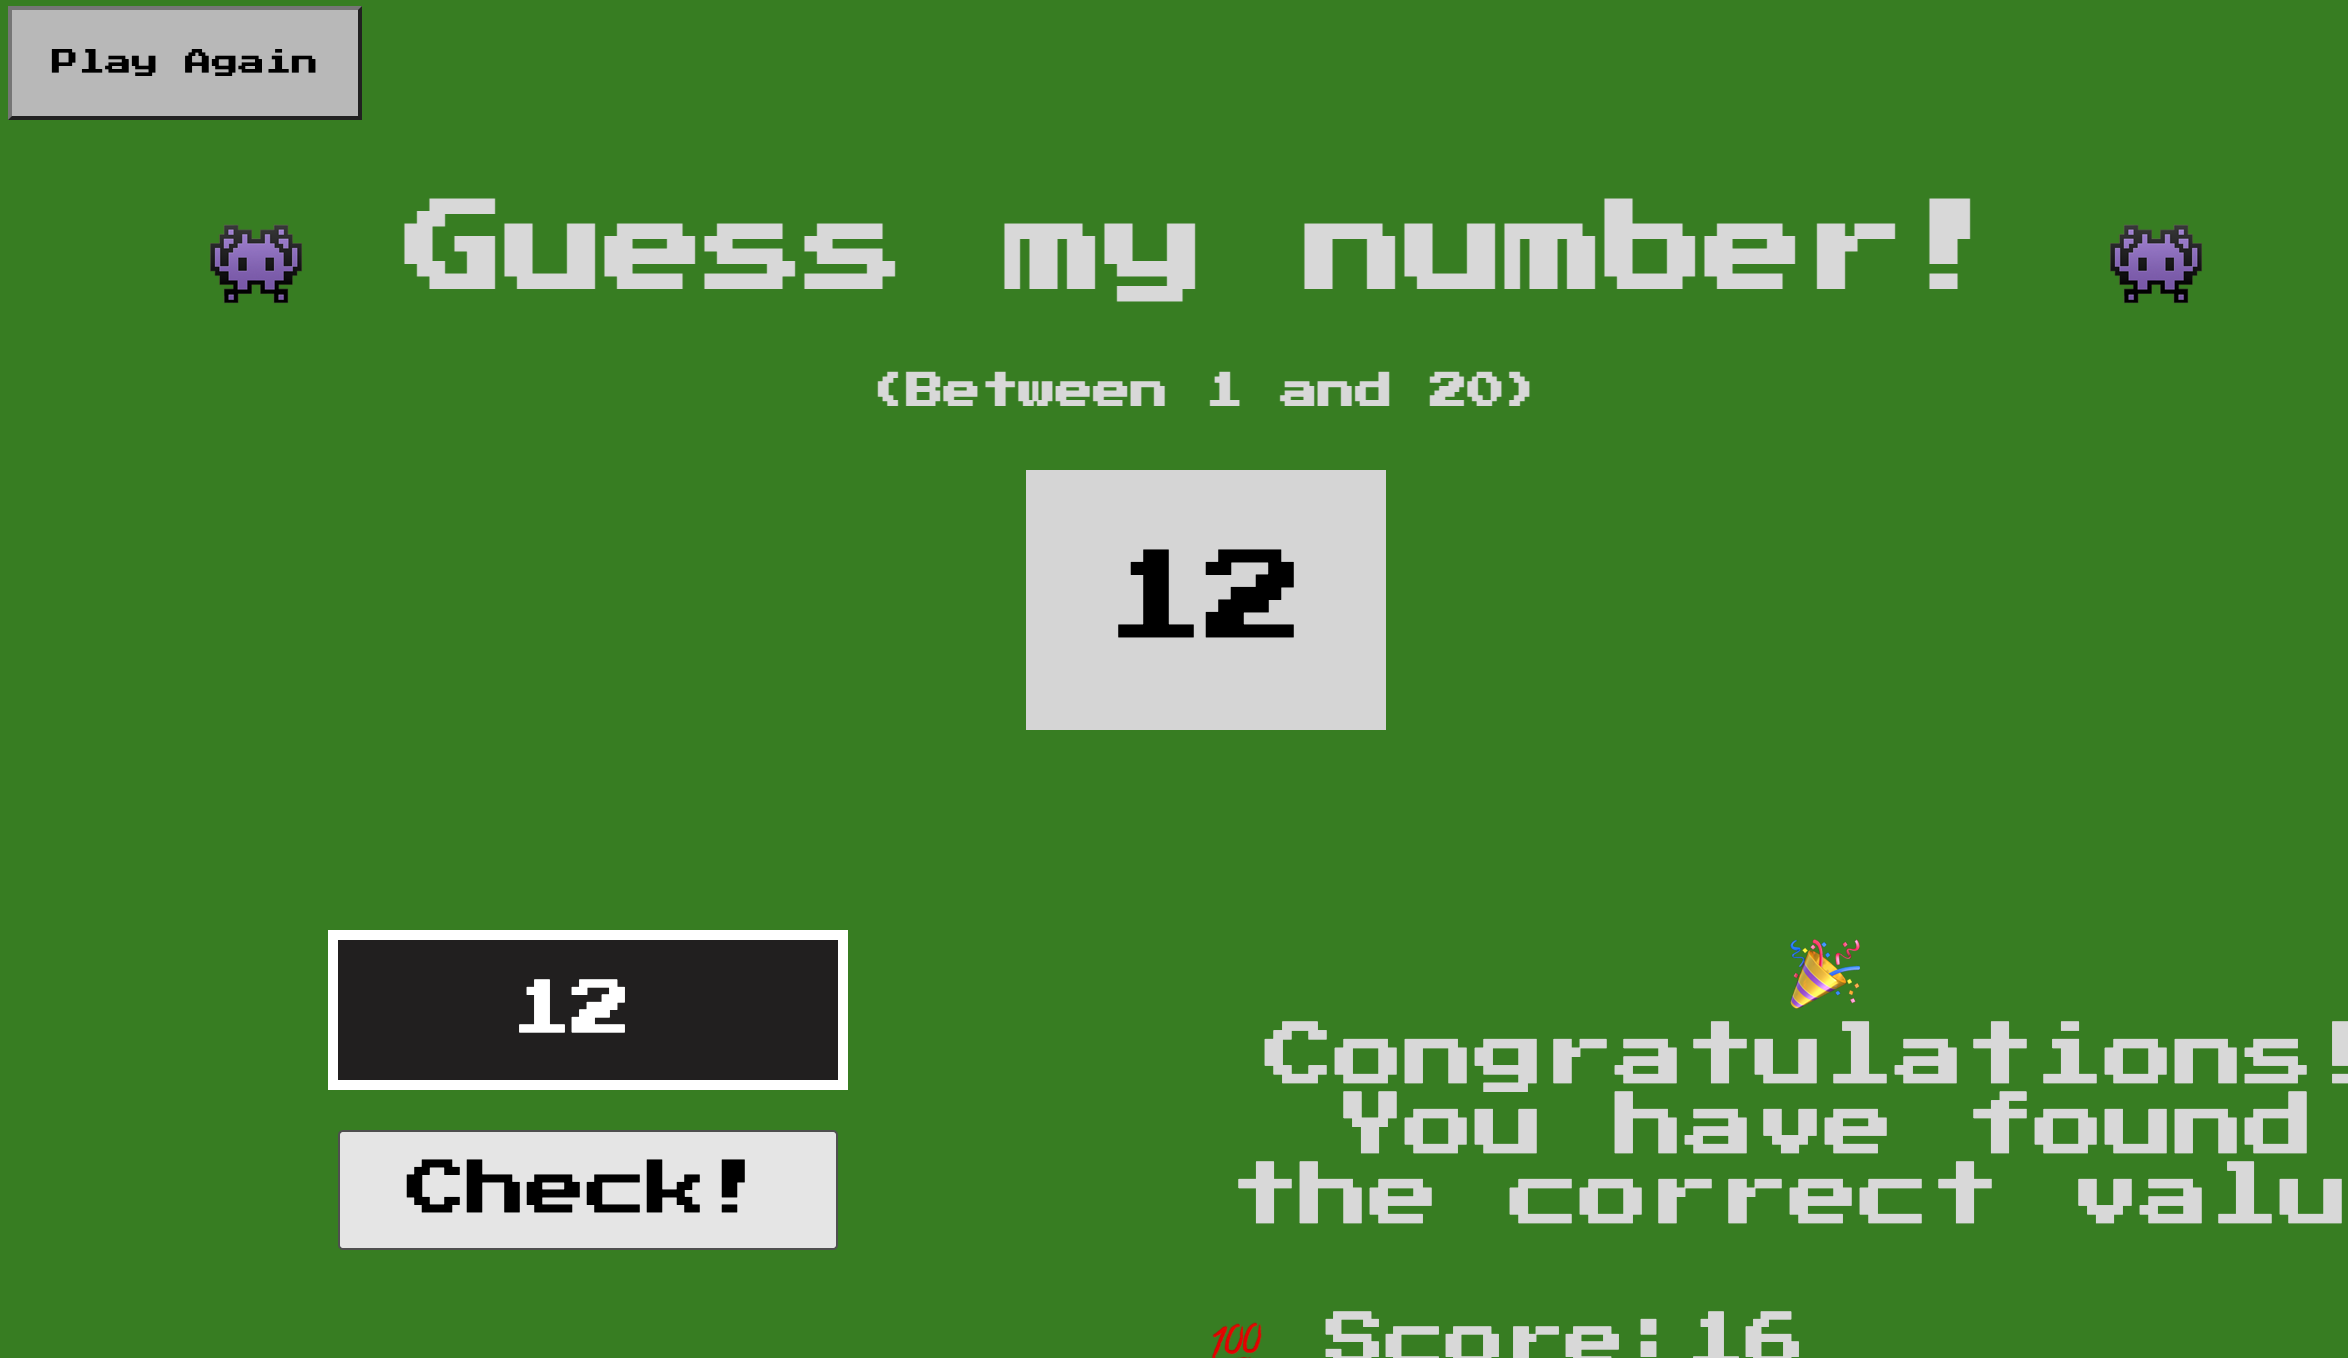 Play Again
👾 Guess my number! 👾
(Between 1 and 20)
12
12
🎉
Congratulations!
You have found
the correct valu
Check!
💯 Score:16